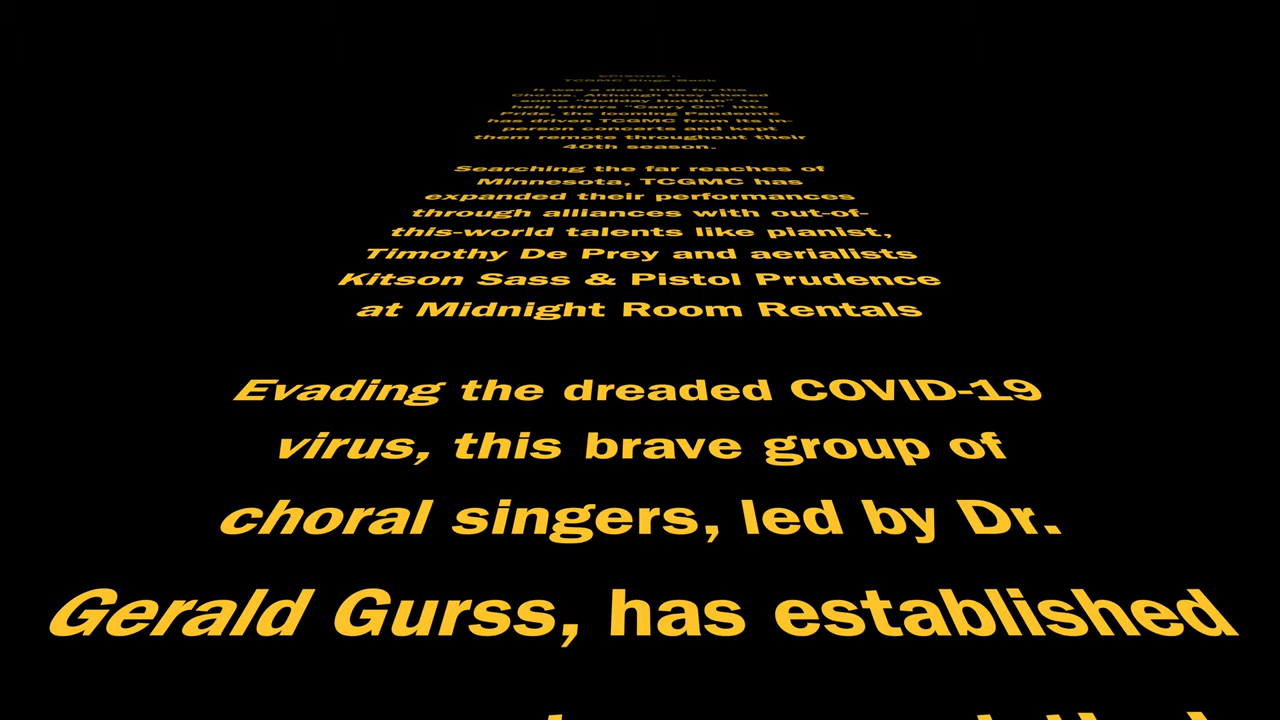 EPISODE I:
TCGMC Sings Back
It was a dark time for the
Chorus. Although they shared
some "Holiday Hotdish" to
help others "Carry On" into
Pride, the looming Pandemic
has driven TCGMC from its in-
person concerts and kept
them remote throughout their
40th season.
Searching the far reaches of
Minnesota, TCGMC has
expanded their performances
through alliances with out-of-
this-world talents like pianist,
Timothy De Prey and aerialists
Kitson Sass & Pistol Prudence
at Midnight Room Rentals
Evading the dreaded COVID-19
virus, this brave group of
choral singers, led by Dr.
Gerald Gurss, has established